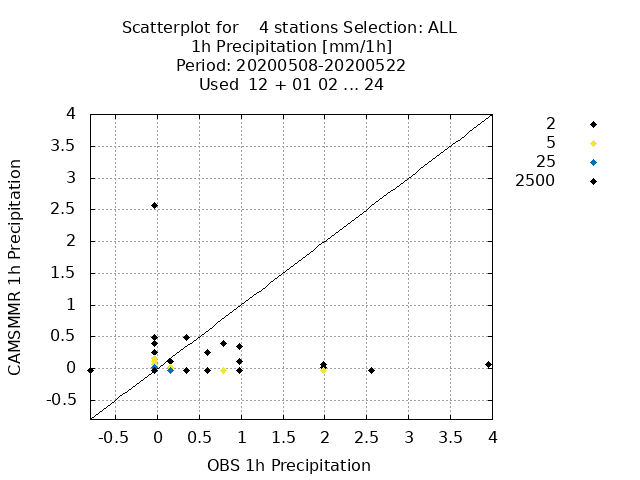 Scatterplot for    4 stations Selection: ALL
1h Precipitation [mm/1h]
Period: 20200508-20200522
Used  12 + 01 02 ... 24
4
3.5
3
2.5
2
1.5
1
0.5
0
-0.5
CAMSMMR 1h Precipitation
-0.5 0 0.5 1 1.5 2 2.5 3 3.5 4
OBS 1h Precipitation
2
5
25
2500